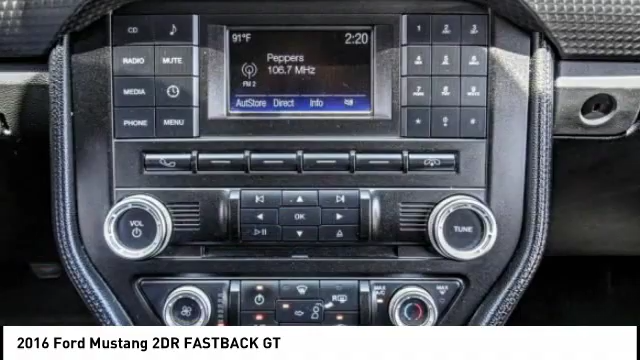 CD
91°F 2:20
RADIO MUTE
Peppers
106.7 MHz
MEDIA
FM 2
AutoStore Direct Info
PHONE MENU
1 2 3
4 5 6
7 8 9
* 0 #
VOL
OK
TUNE
MAX A/C
MAX
2016 Ford Mustang 2DR FASTBACK GT